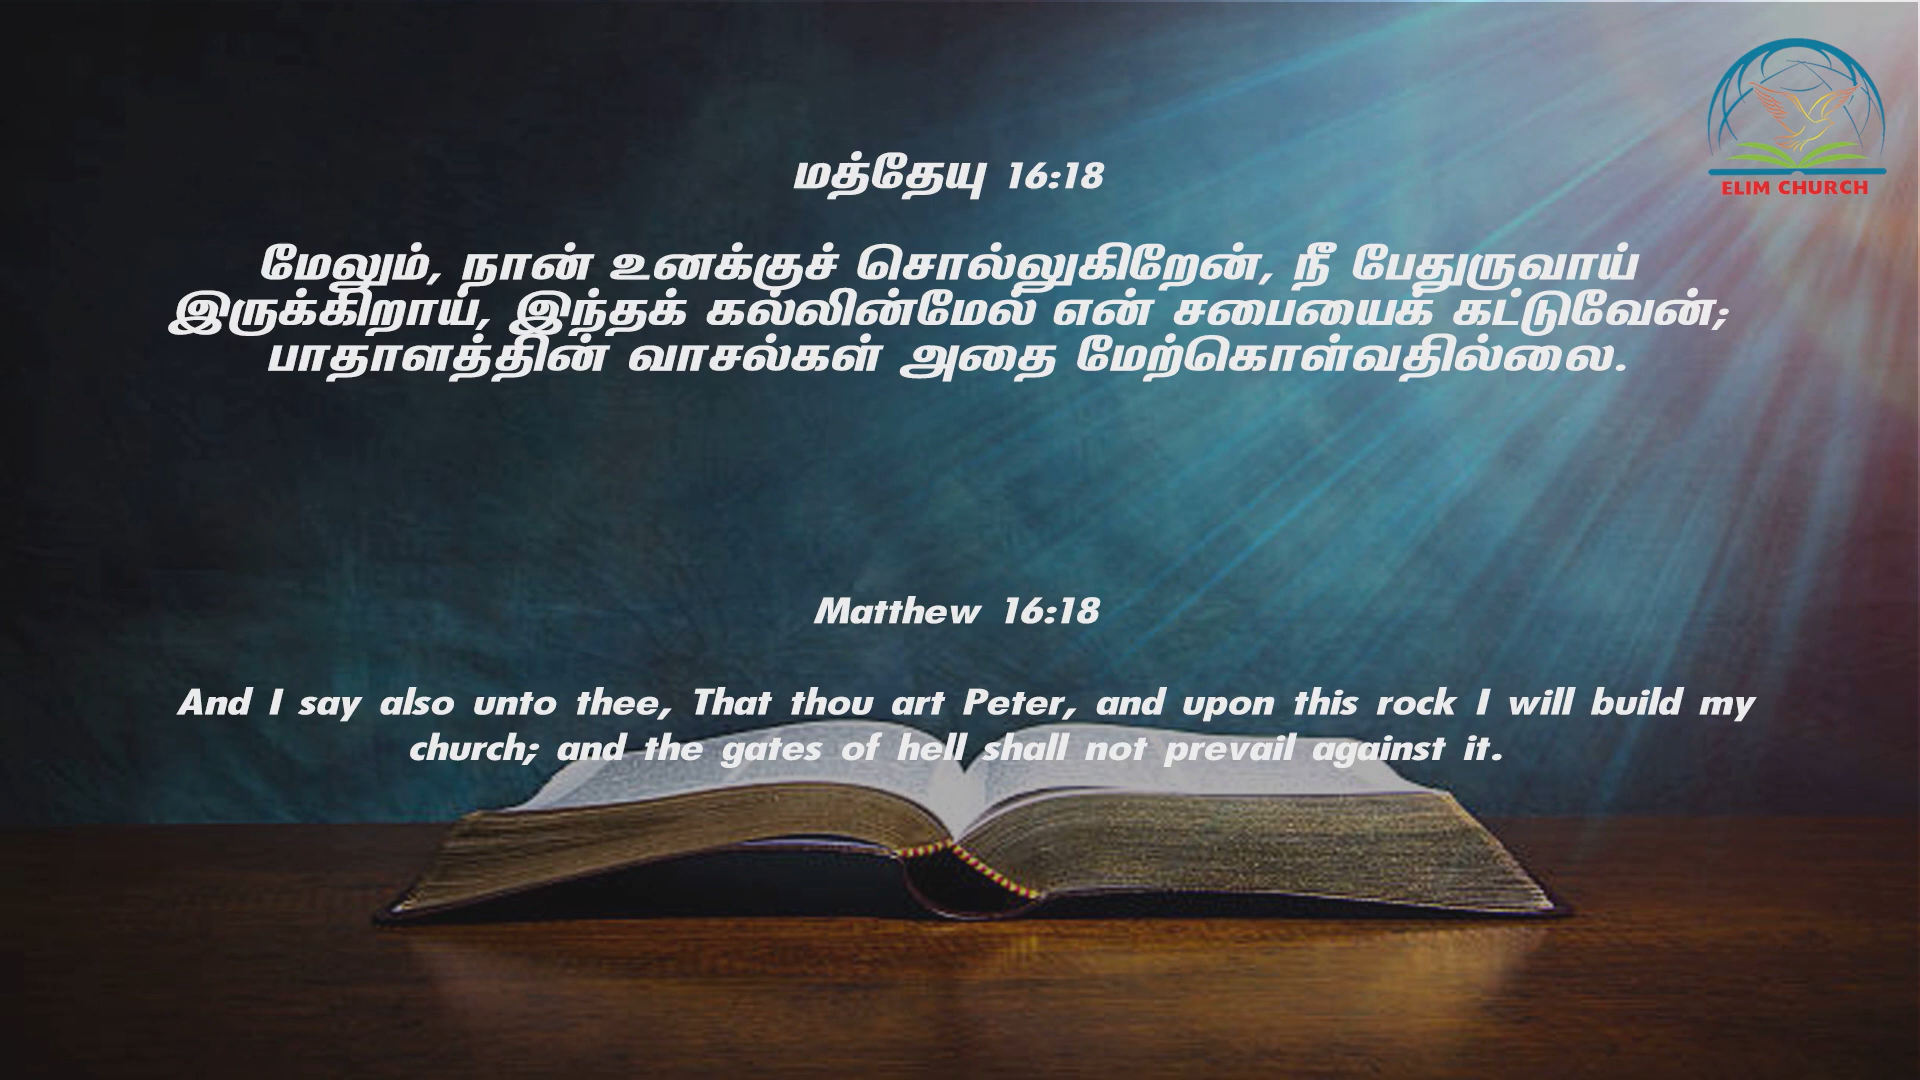 ELIM CHURCH
மத்தேயு 16:18
மேலும், நான் உனக்குச் சொல்லுகிறேன், நீ பேதுருவாய்
இருக்கிறாய், இந்தக் கல்லின்மேல் என் சபையைக் கட்டுவேன்;
பாதாளத்தின் வாசல்கள் அதை மேற்கொள்வதில்லை.
Matthew 16:18
And I say also unto thee, That thou art Peter, and upon this rock I will build my
church; and the gates of hell shall not prevail against it.